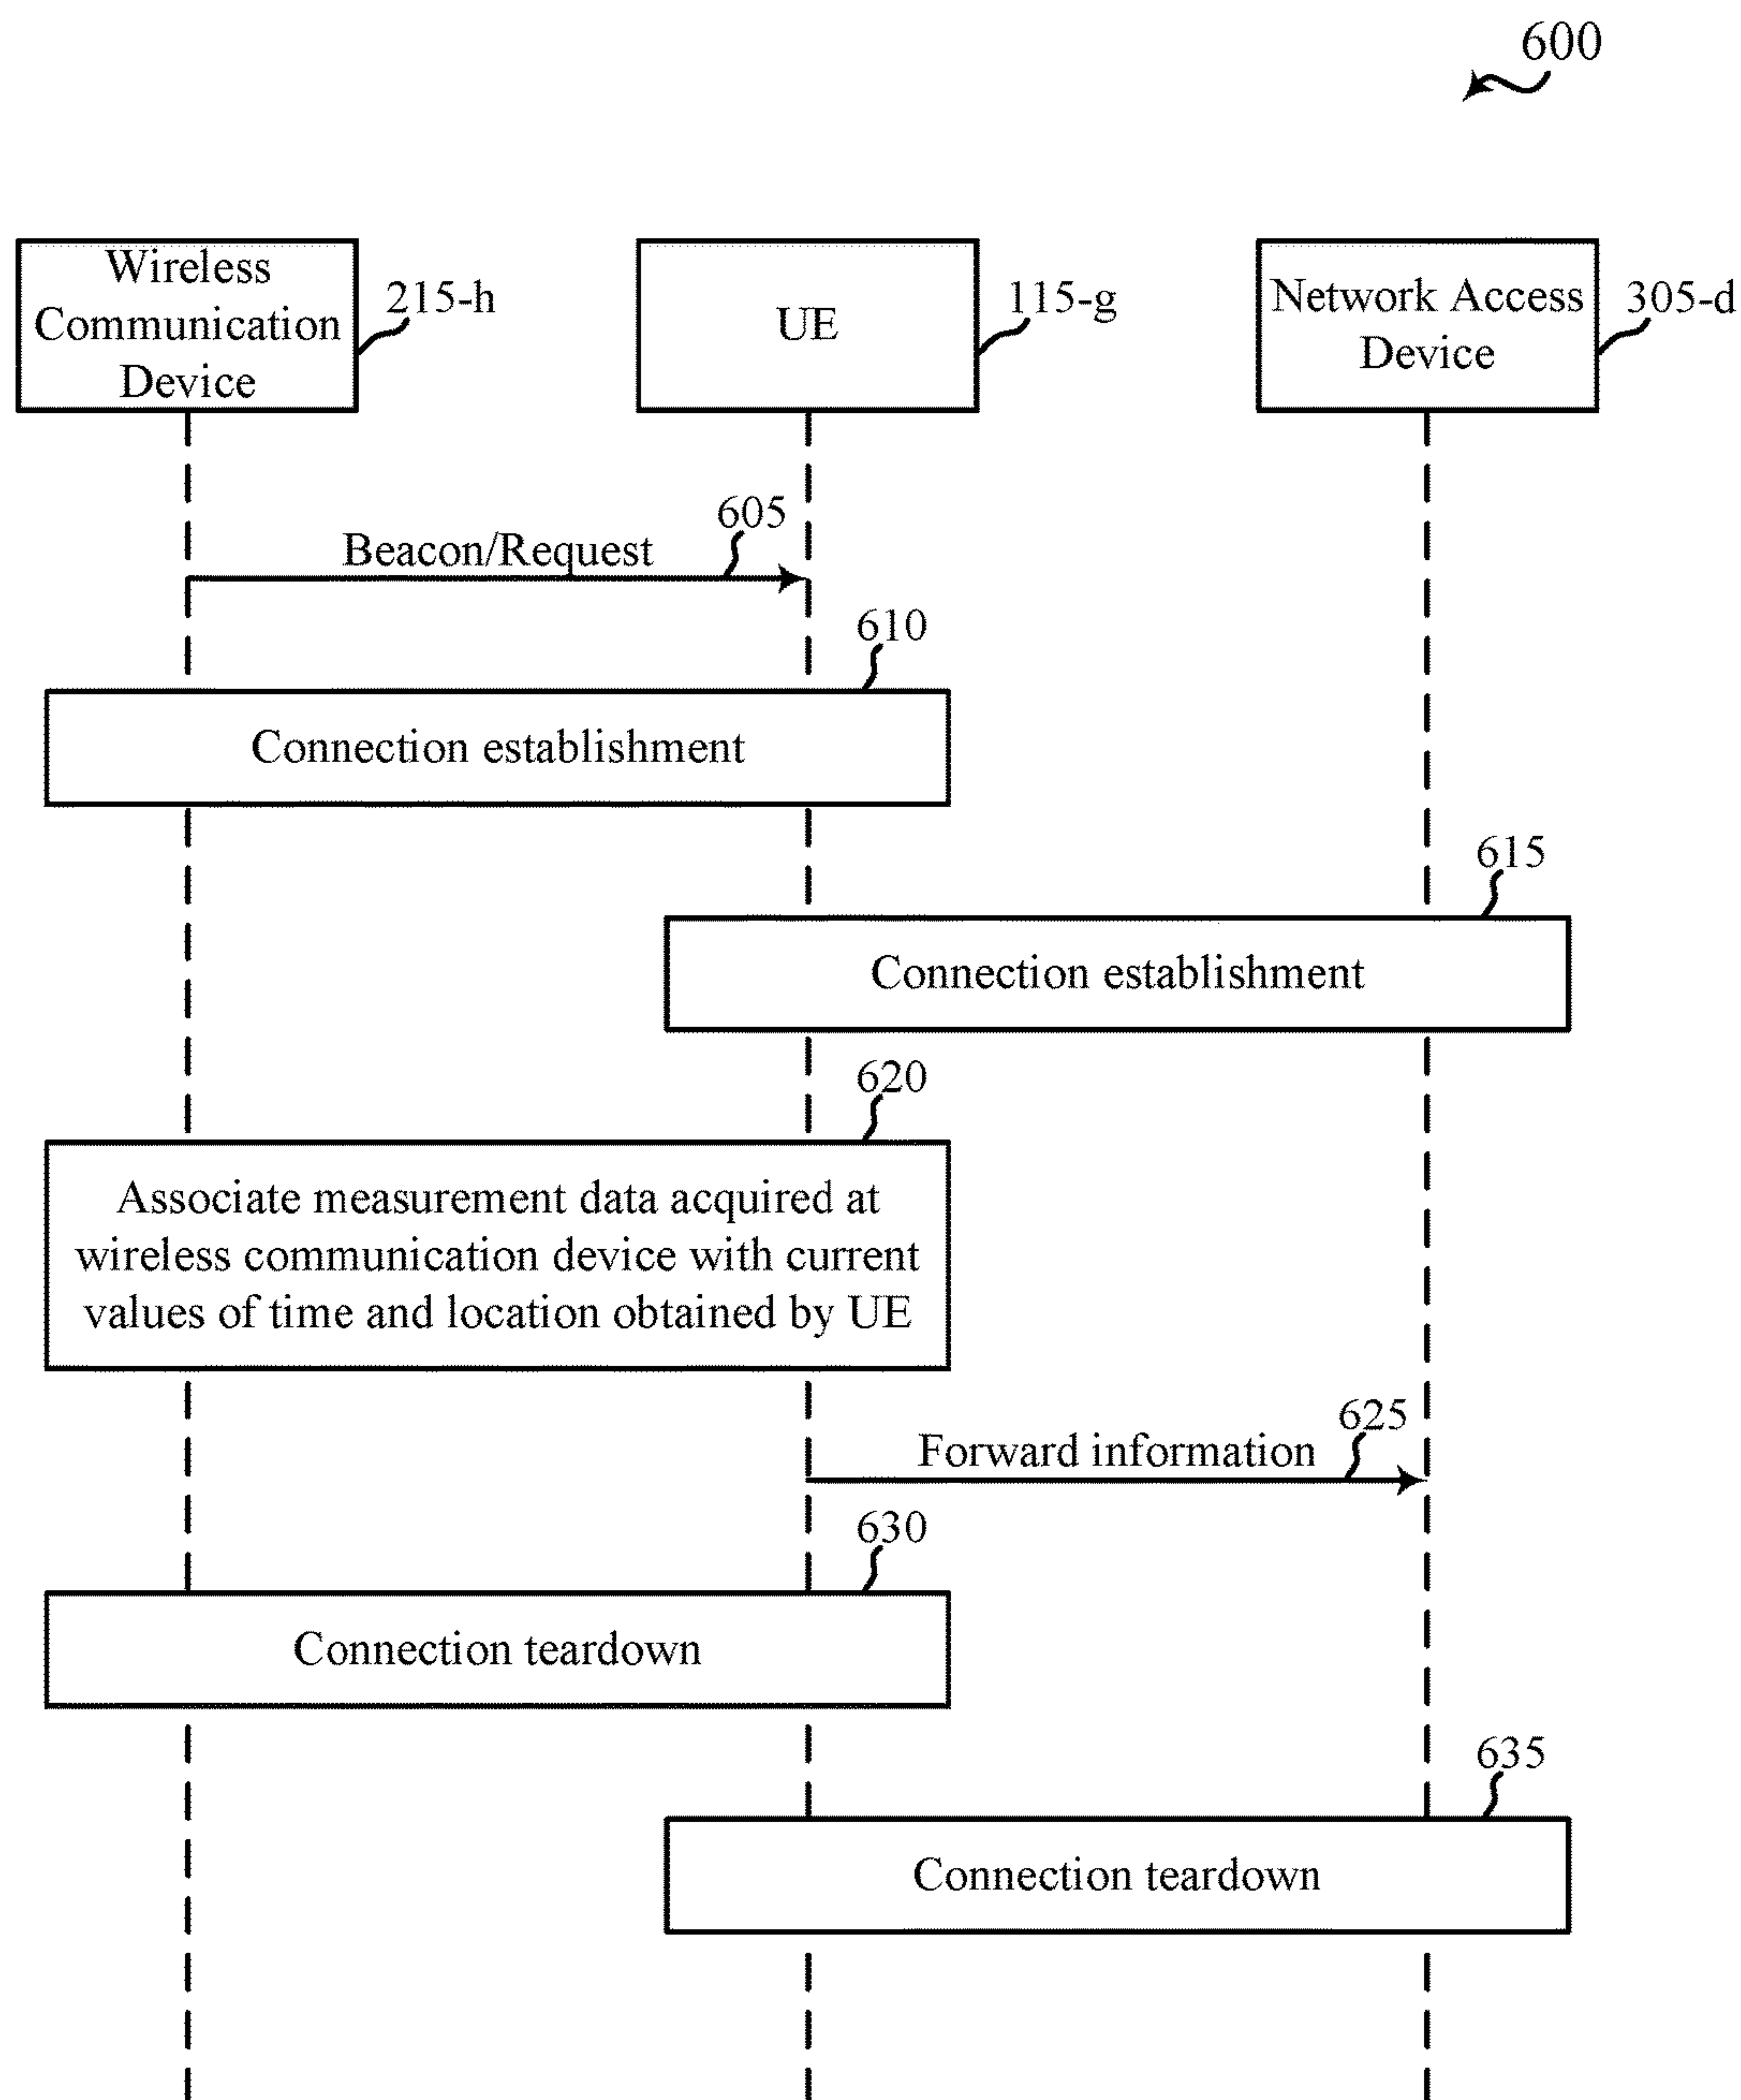 600
Wireless
Communication
Device
215-h
UE
115-g
Network Access
Device
305-d
605
Beacon/Request
610
Connection establishment
615
Connection establishment
620
Associate measurement data acquired at
wireless communication device with current
values of time and location obtained by UE
625
Forward information
630
Connection teardown
635
Connection teardown